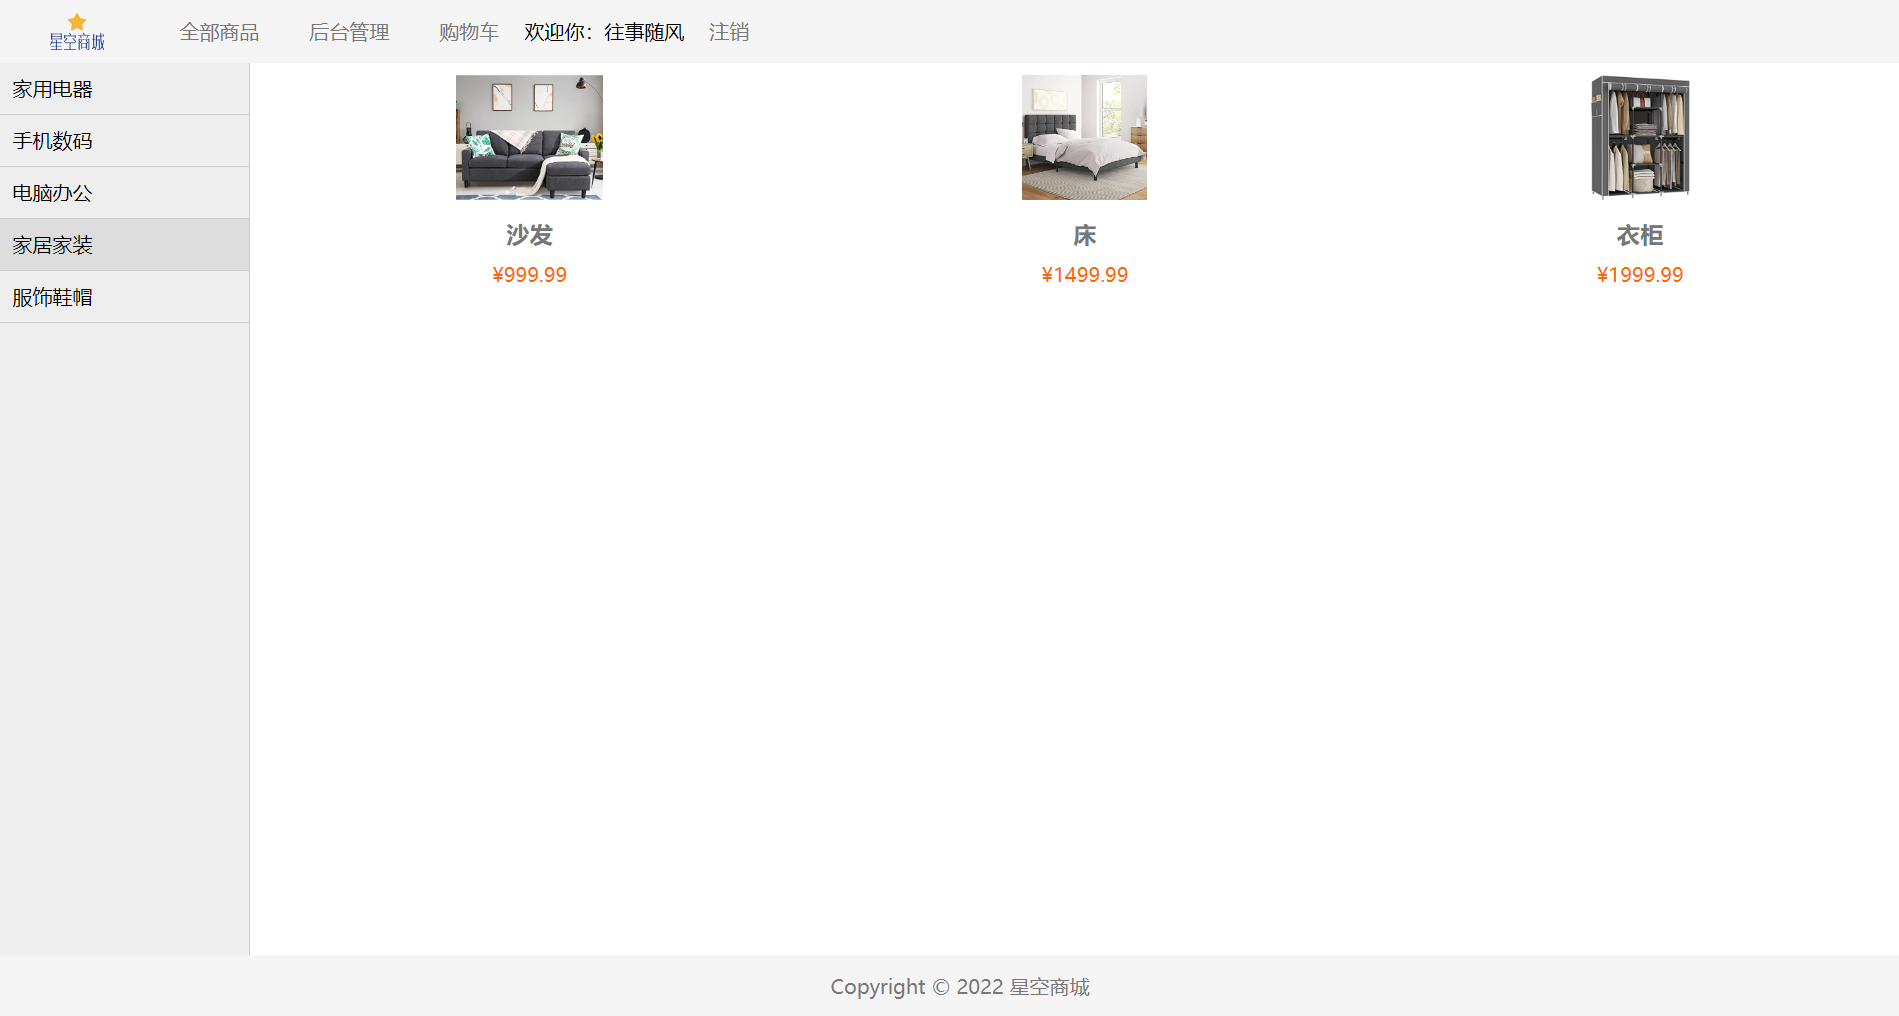 星空商城
全部商品 后台管理 购物车 欢迎你：往事随风 注销
家用电器
手机数码
电脑办公
家居家装
服饰鞋帽
沙发 床 衣柜
¥999.99 ¥1499.99 ¥1999.99
Copyright © 2022 星空商城